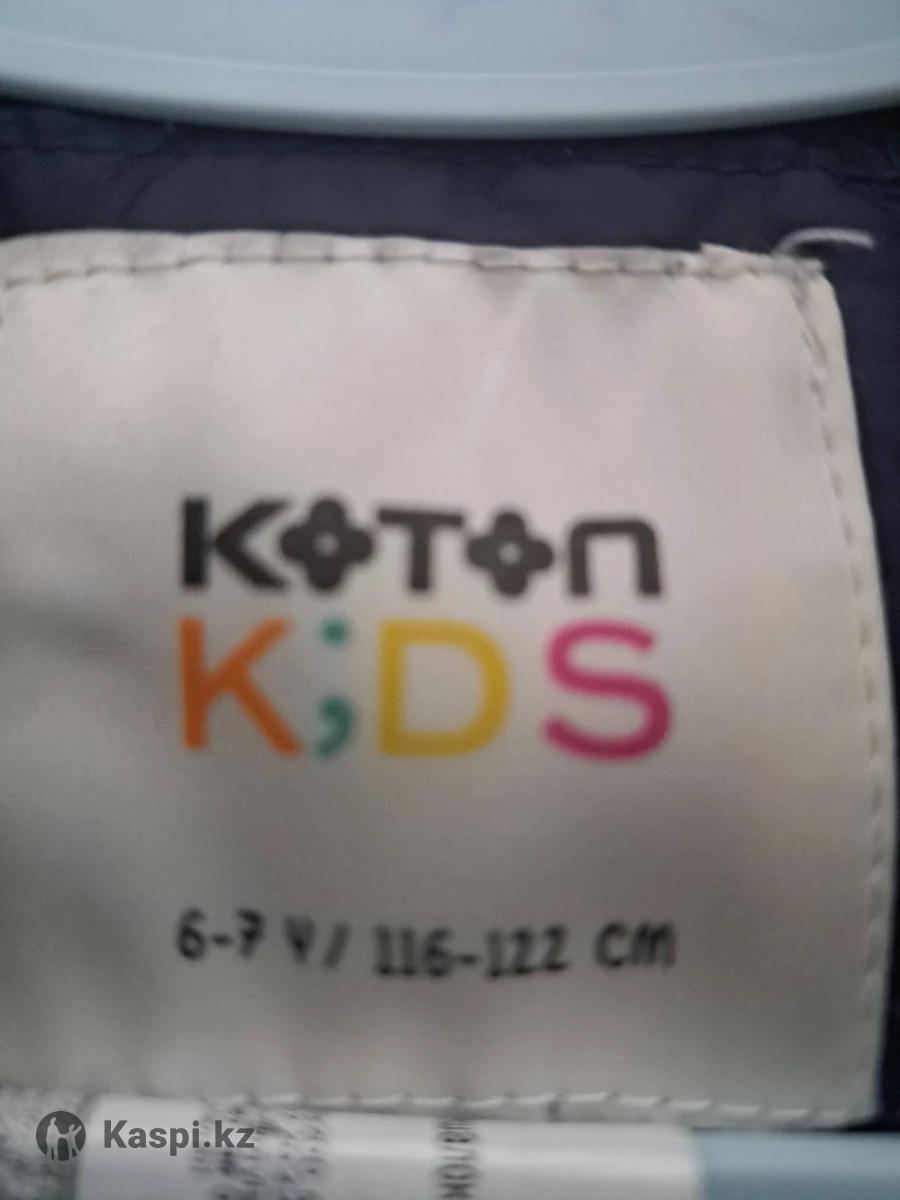 KOTON
K;DS
6-7 Y/ 116-122 CM
Kaspi.kz